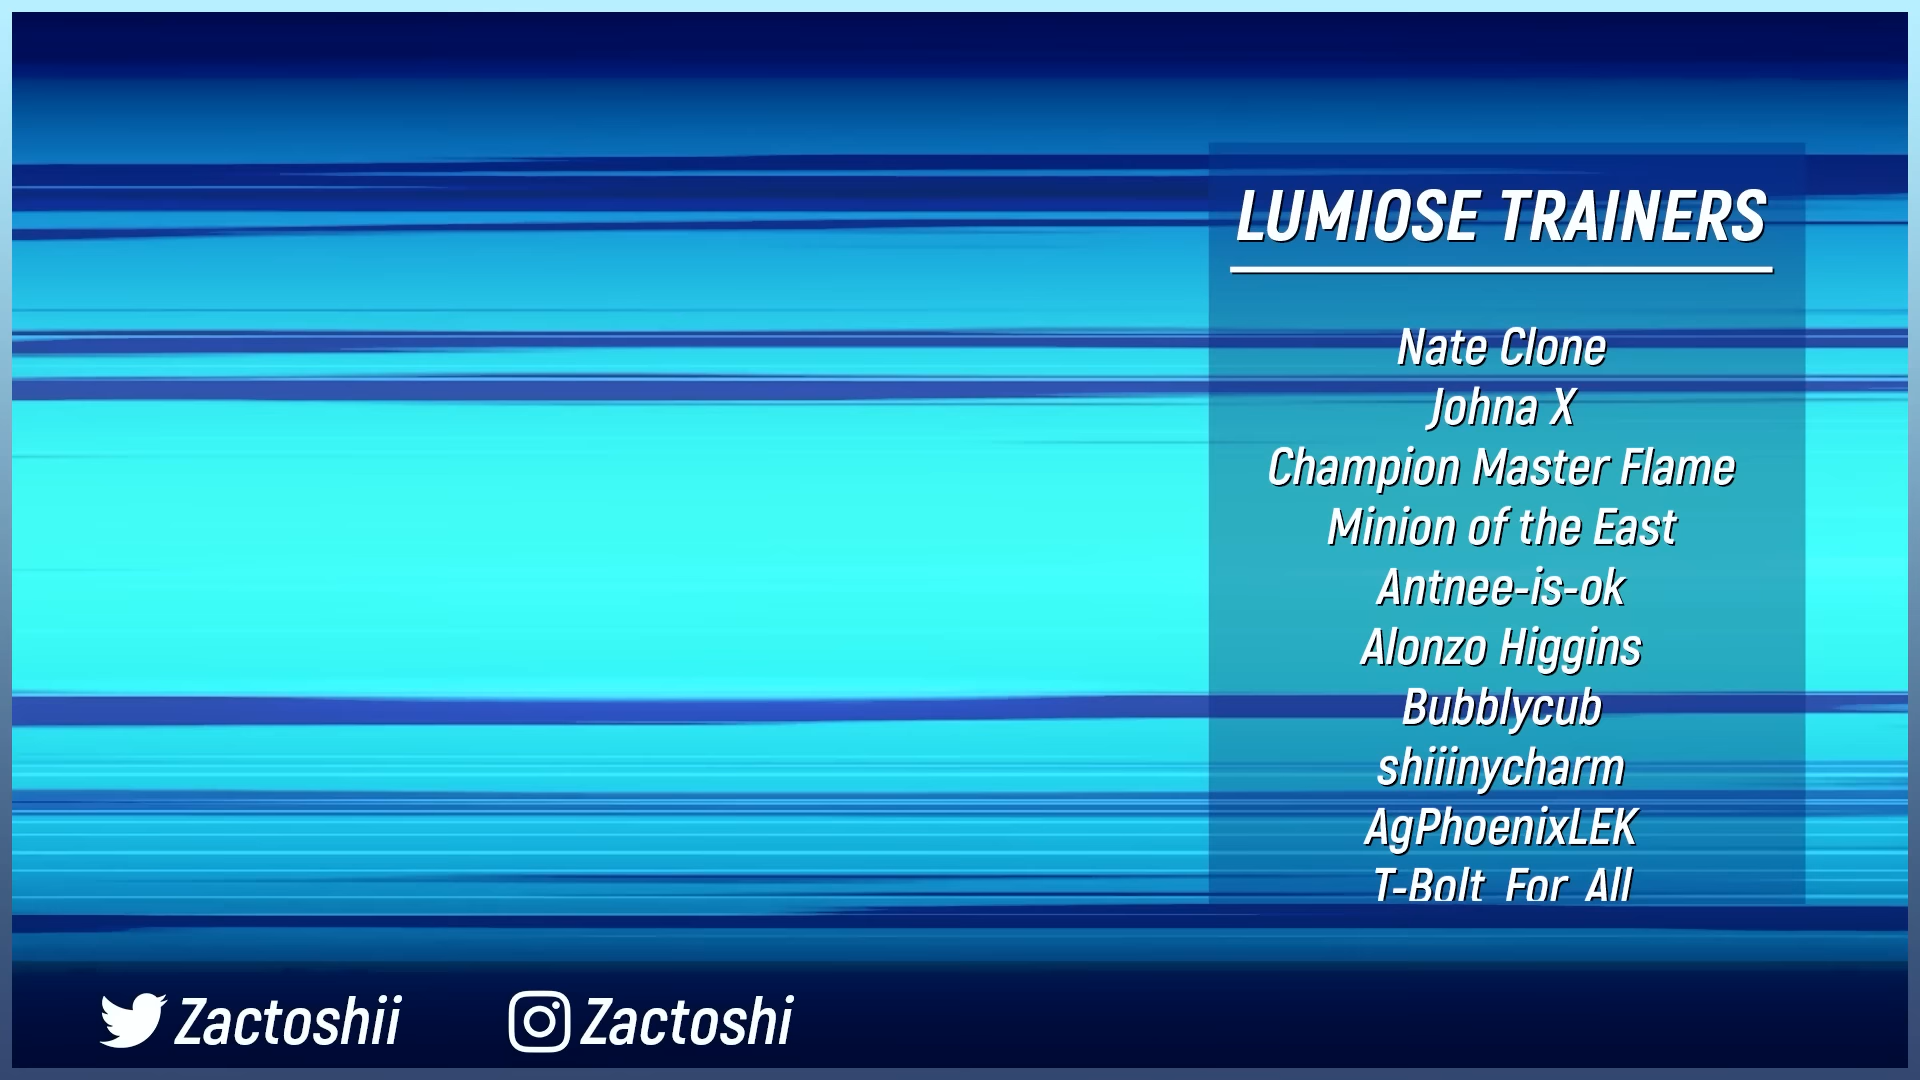 LUMIOSE TRAINERS
Nate Clone
Johna X
Champion Master Flame
Minion of the East
Antnee-is-ok
Alonzo Higgins
Bubblycub
shiiinycharm
AgPhoenixLEK
T-Bolt For All
Zactoshii
Zactoshi